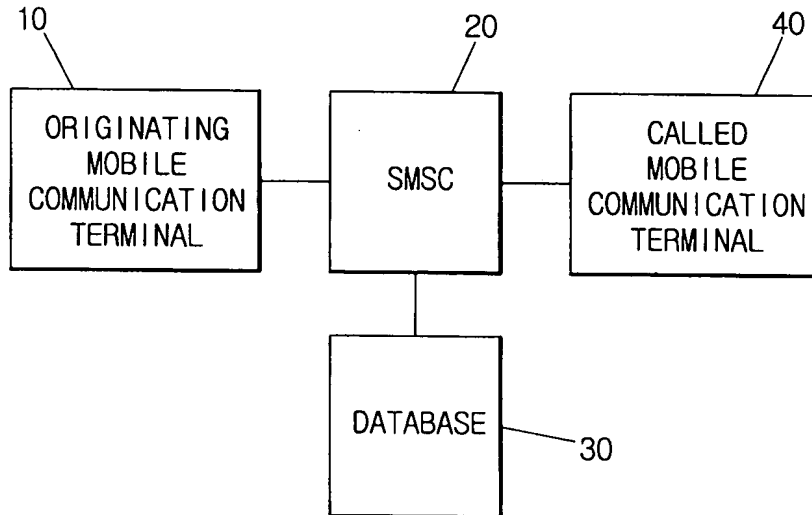 10
20
40
ORIGINATING
MOBILE
COMMUNICATION
TERMINAL
SMSC
CALLED
MOBILE
COMMUNICATION
TERMINAL
DATABASE
30